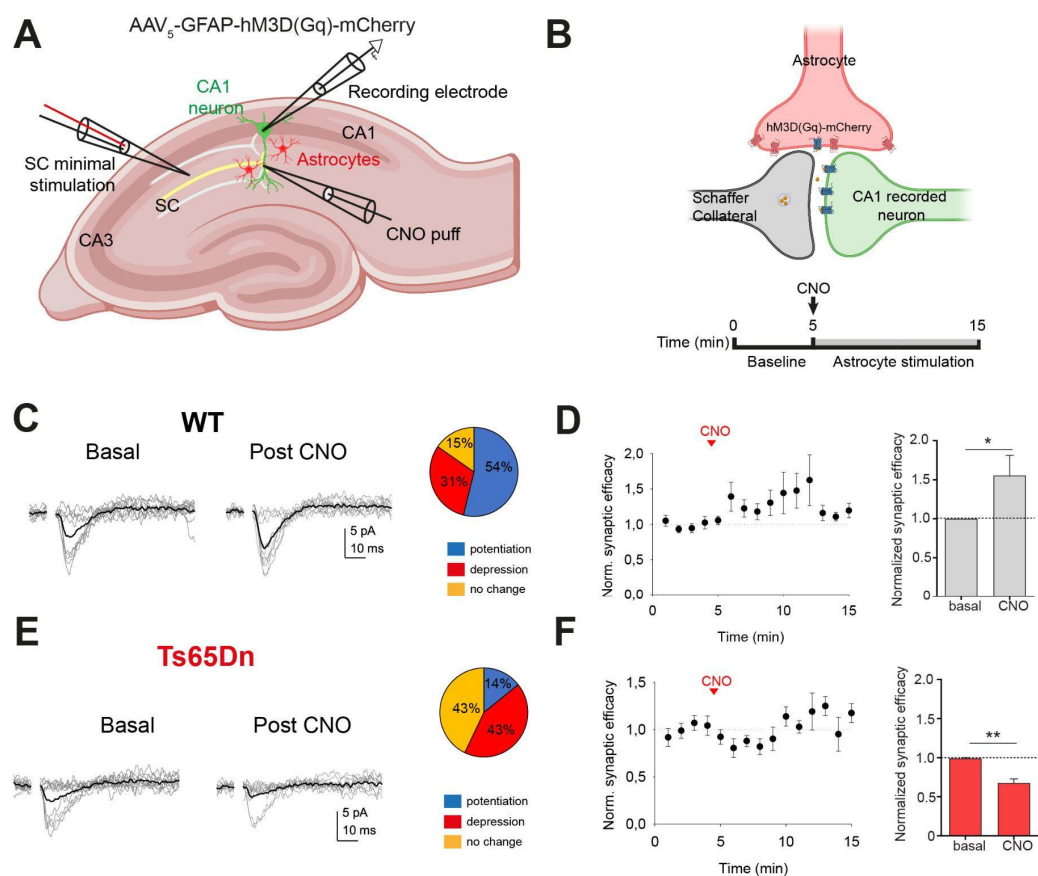 A
AAV5-GFAP-hM3D(Gq)-mCherry
CA1
neuron
Recording electrode
CA1
SC minimal
stimulation
Astrocytes
SC
CNO puff
CA3
B
Astrocyte
hM3D(Gq)-mCherry
Schaffer
Collateral
CA1 recorded
neuron
CNO
0 5 15
Time (min)
Baseline Astrocyte stimulation
C
WT
Basal Post CNO
15%
54%
31%
5 pA
10 ms
potentiation
depression
no change
D
CNO
Norm. synaptic efficacy
2,0
1,5
1,0
0,5
0,0
0 5 10 15
Time (min)
Normalized synaptic efficacy
2.0
1.5
1.0
0.5
0
*
basal CNO
E
Ts65Dn
Basal Post CNO
14%
43%
43%
5 pA
10 ms
potentiation
depression
no change
F
CNO
Norm. synaptic efficacy
1,5
1,0
0,5
0,0
0 5 10 15
Time (min)
Normalized synaptic efficacy
2.0
1.5
1.0
0.5
0
**
basal CNO